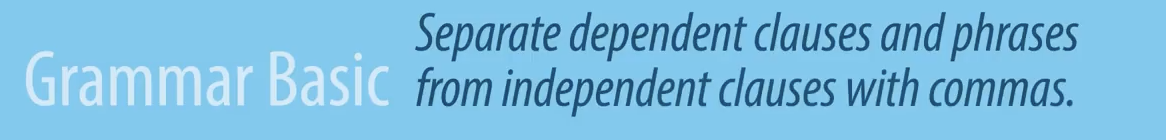 Grammar Basic
Separate dependent clauses and phrases
from independent clauses with commas.